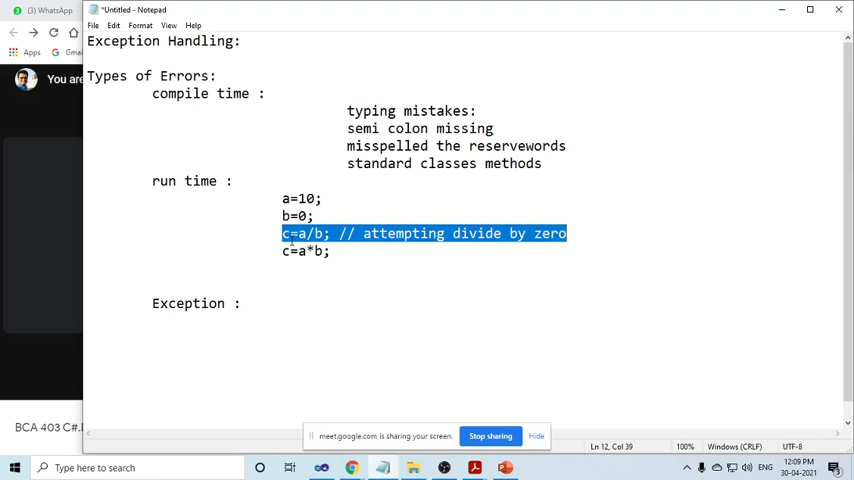 (3) WhatsApp
*Untitled - Notepad
File Edit Format View Help
Apps
Gma
You are
Exception Handling:
Types of Errors:
compile time :
typing mistakes:
semi colon missing
misspelled the reservewords
standard classes methods
run time :
a=10;
b=0;
c=a/b; // attempting divide by zero
c=a*b;
Exception :
BCA 403 C#.
meet.google.com is sharing your screen. Stop sharing Hide
Ln 12, Col 39 100% Windows (CRLF) UTF-8
Type here to search
ENG
12:09 PM
30-04-2021
3